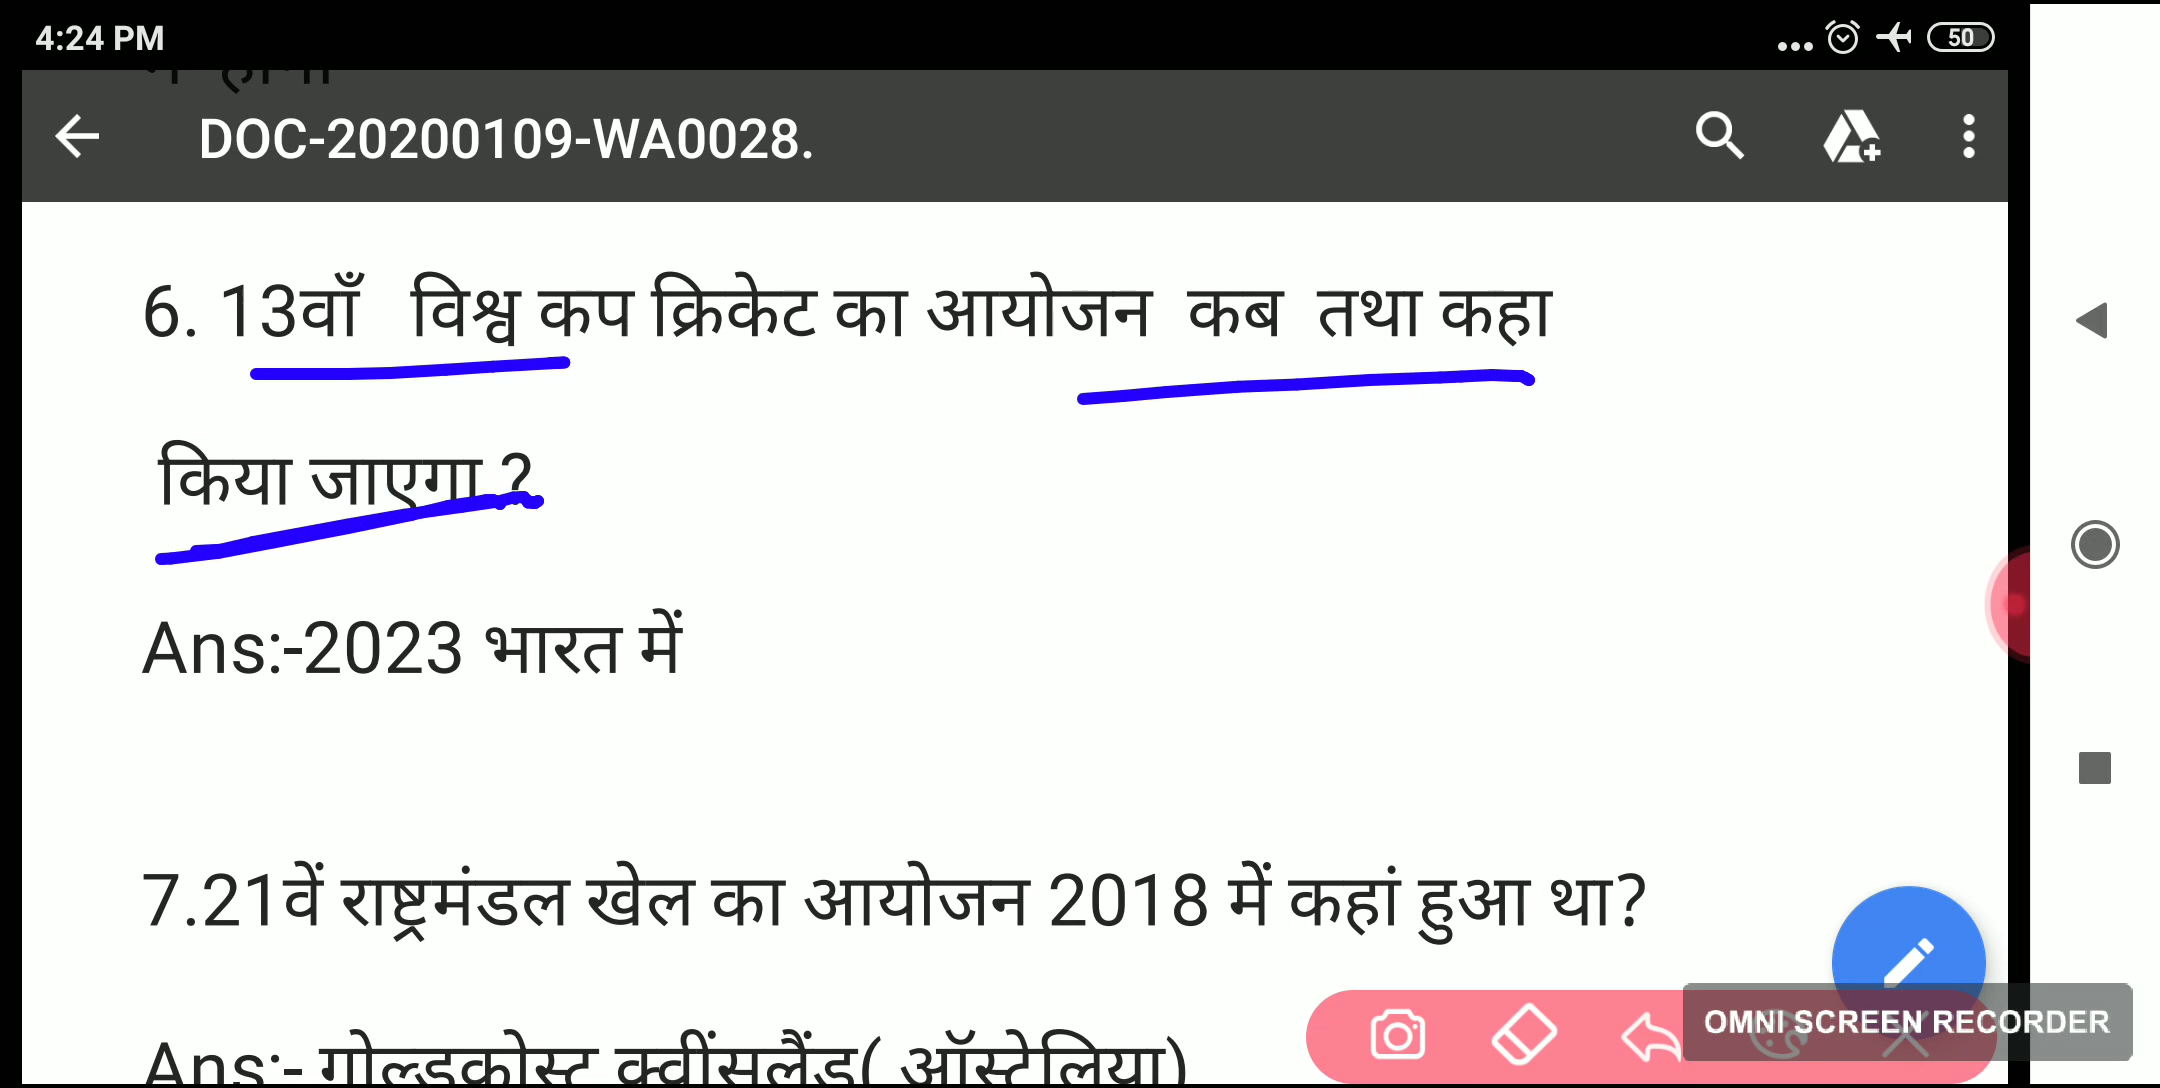 4:24 PM
50
DOC-20200109-WA0028.
6. 13वाँ विश्व कप क्रिकेट का आयोजन कब तथा कहा
किया जाएगा ?
Ans:-2023 भारत में
7.21वें राष्ट्रमंडल खेल का आयोजन 2018 में कहां हुआ था?
OMNI SCREEN RECORDER
Ans:- गोल्डकोस्ट क्वींसलैंड( ऑस्टेलिया)